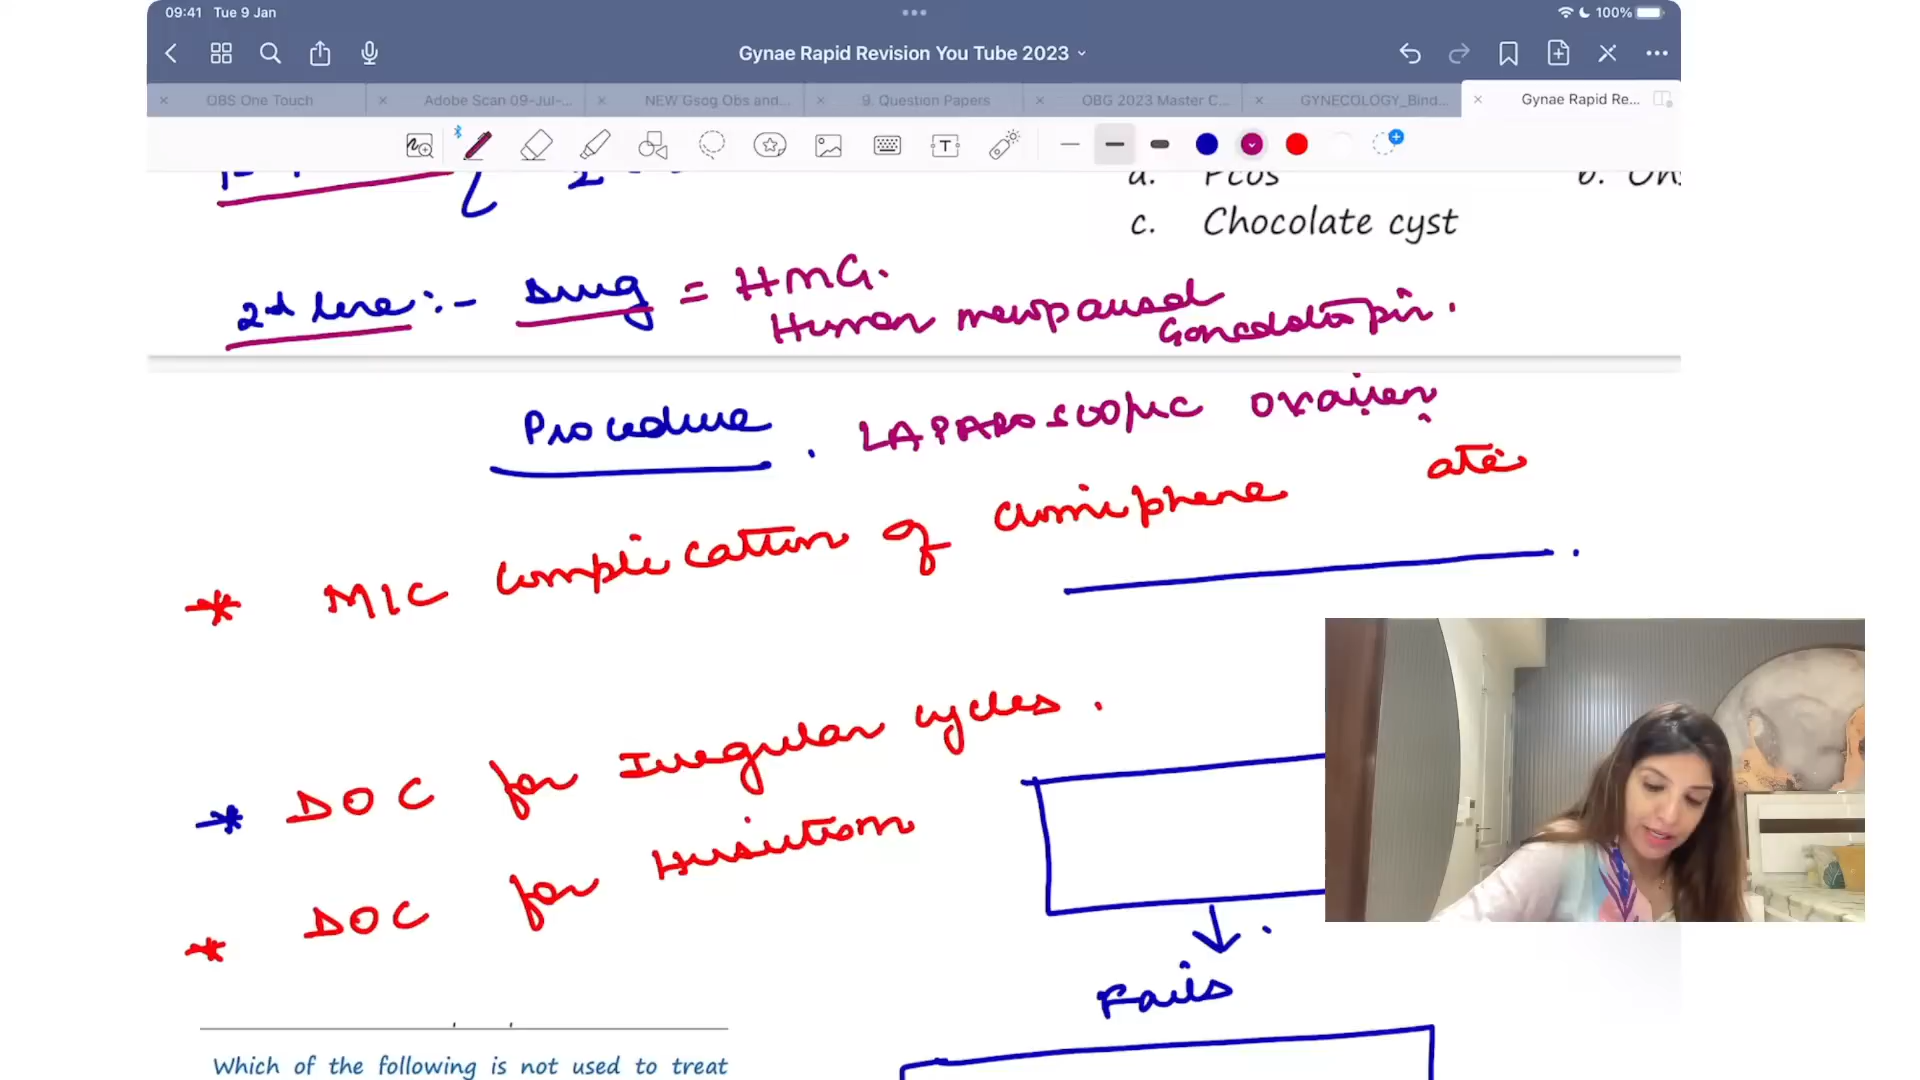 09:41 Tue 9 Jan
100%
Gynae Rapid Revision You Tube 2023
OBS One Touch
Adobe Scan 09-Jul-...
NEW Gsog Obs and...
9. Question Papers
OBG 2023 Master C...
GYNECOLOGY_Bind...
Gynae Rapid Re...
a. Pcos b.
c. Chocolate cyst
2nd line :- Drug = HMG.
Human menopausal Gonadotropin.
Procedure . LAPAROSCOPIC OVARIEN
* MIC complication of clomiphene
* DOC for Irregular cycles.
* DOC for Hirsutism
Fails
Which of the following is not used to treat